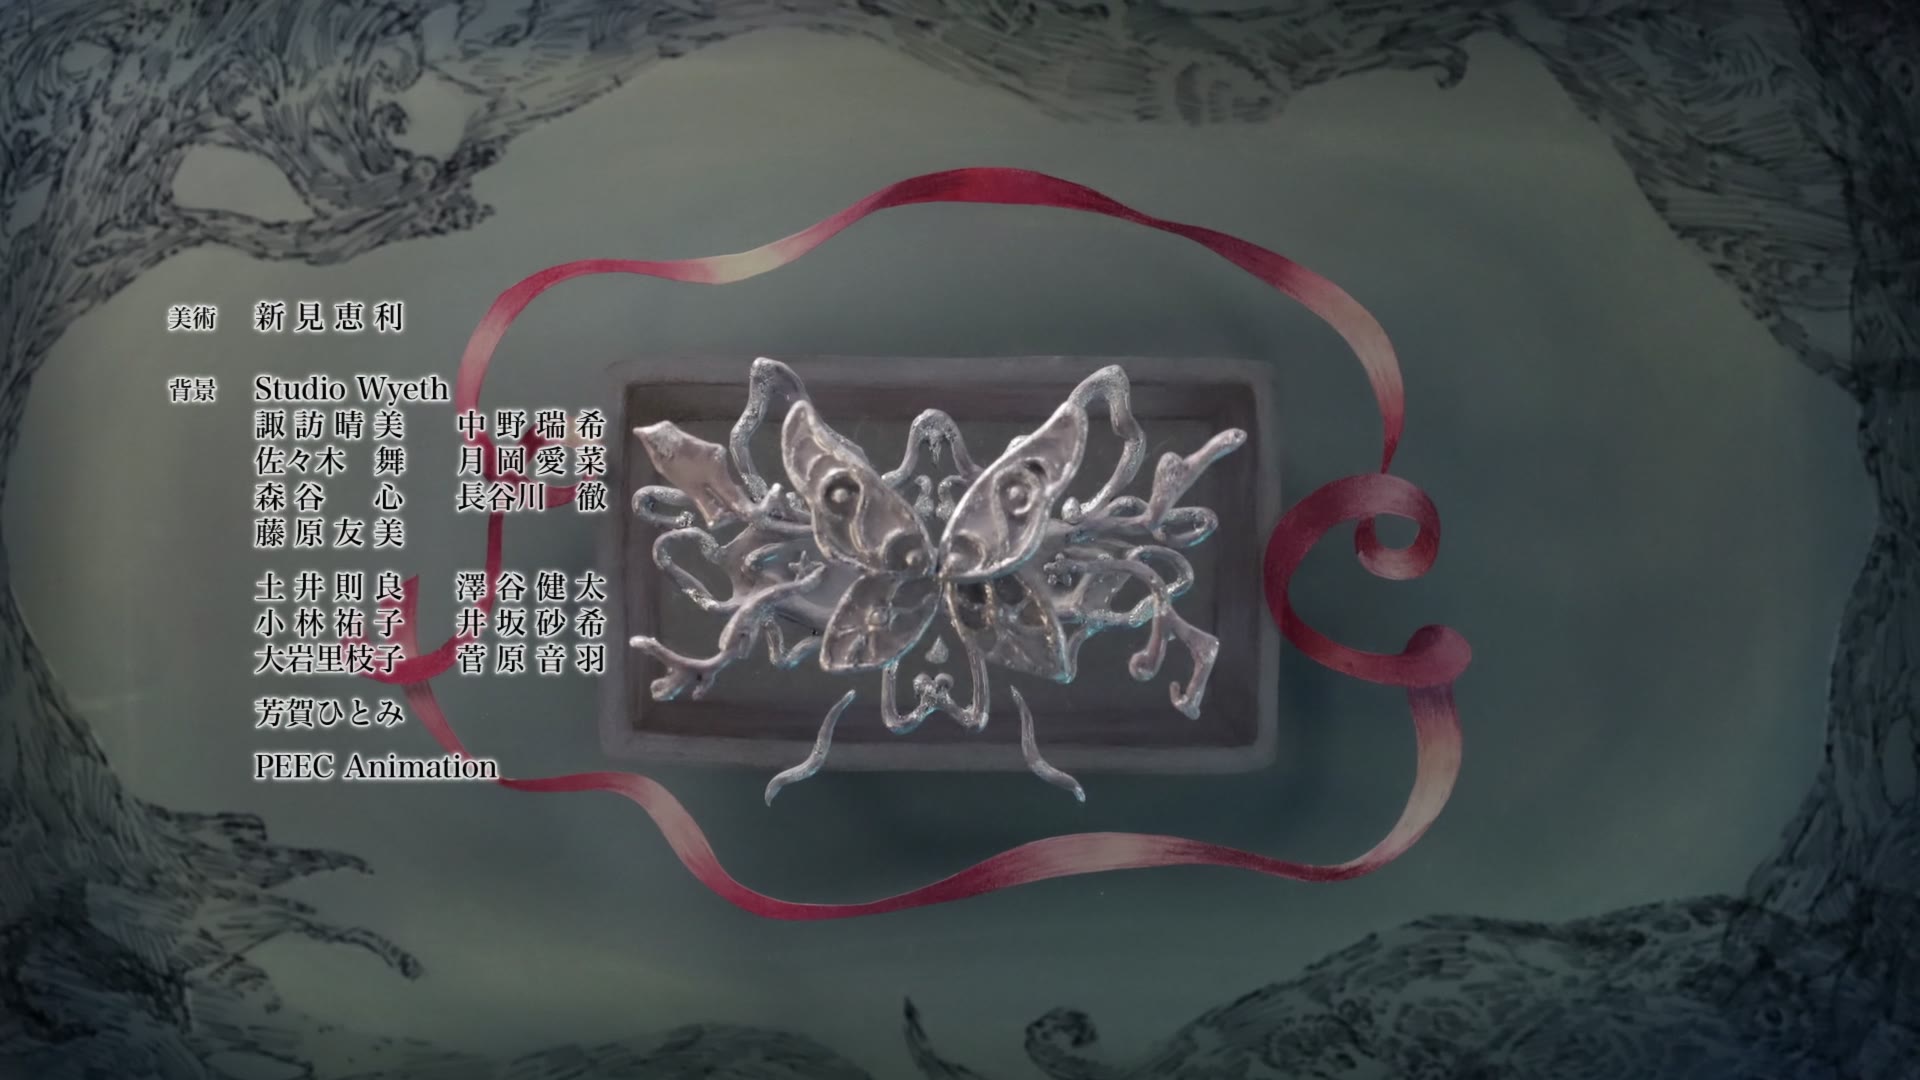 美術 新見恵利
背景 Studio Wyeth
諏訪晴美 中野瑞希
佐々木 舞 月岡愛菜
森谷 心 長谷川 徹
藤原友美
土井則良 澤谷健太
小林祐子 井坂砂希
大岩里枝子 菅原音羽
芳賀ひとみ
PEEC Animation